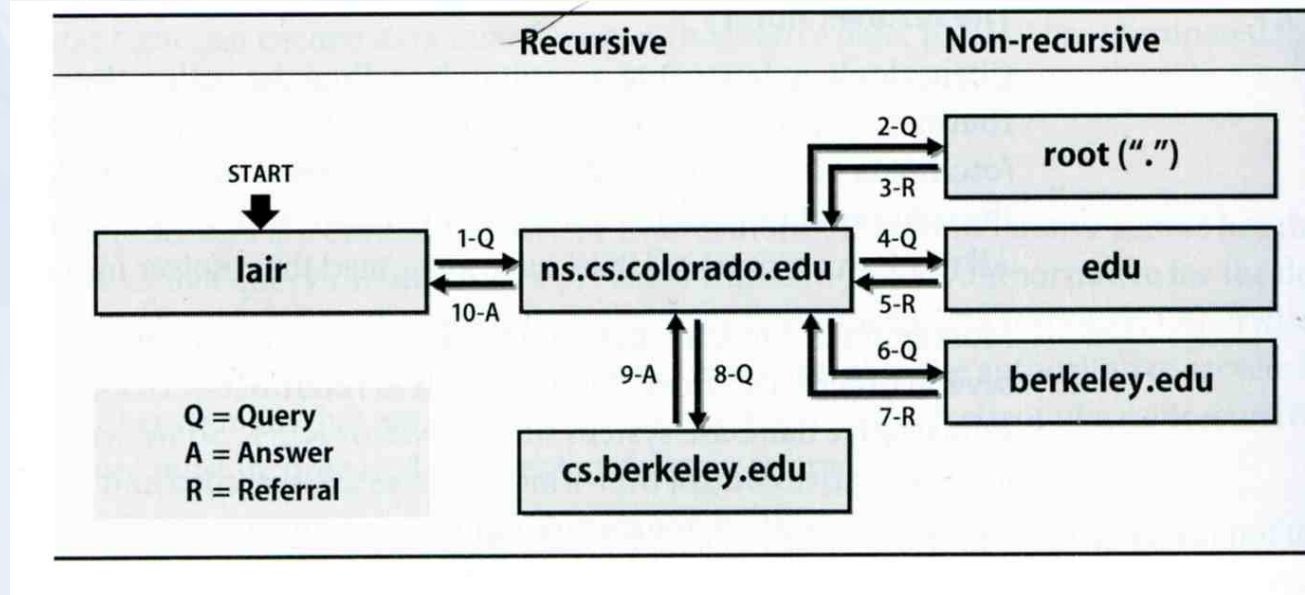 Recursive
Non-recursive
START
lair
1-Q
10-A
ns.cs.colorado.edu
2-Q
3-R
root (“.”)
4-Q
5-R
edu
6-Q
7-R
berkeley.edu
9-A
8-Q
cs.berkeley.edu
Q = Query
A = Answer
R = Referral